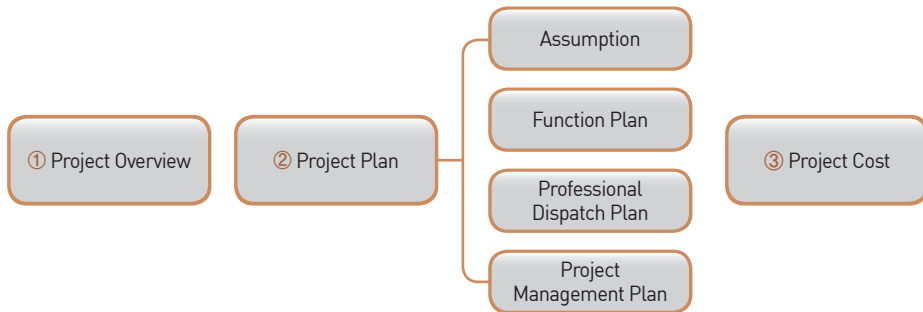 ① Project Overview
② Project Plan
Assumption
Function Plan
Professional
Dispatch Plan
Project
Management Plan
③ Project Cost